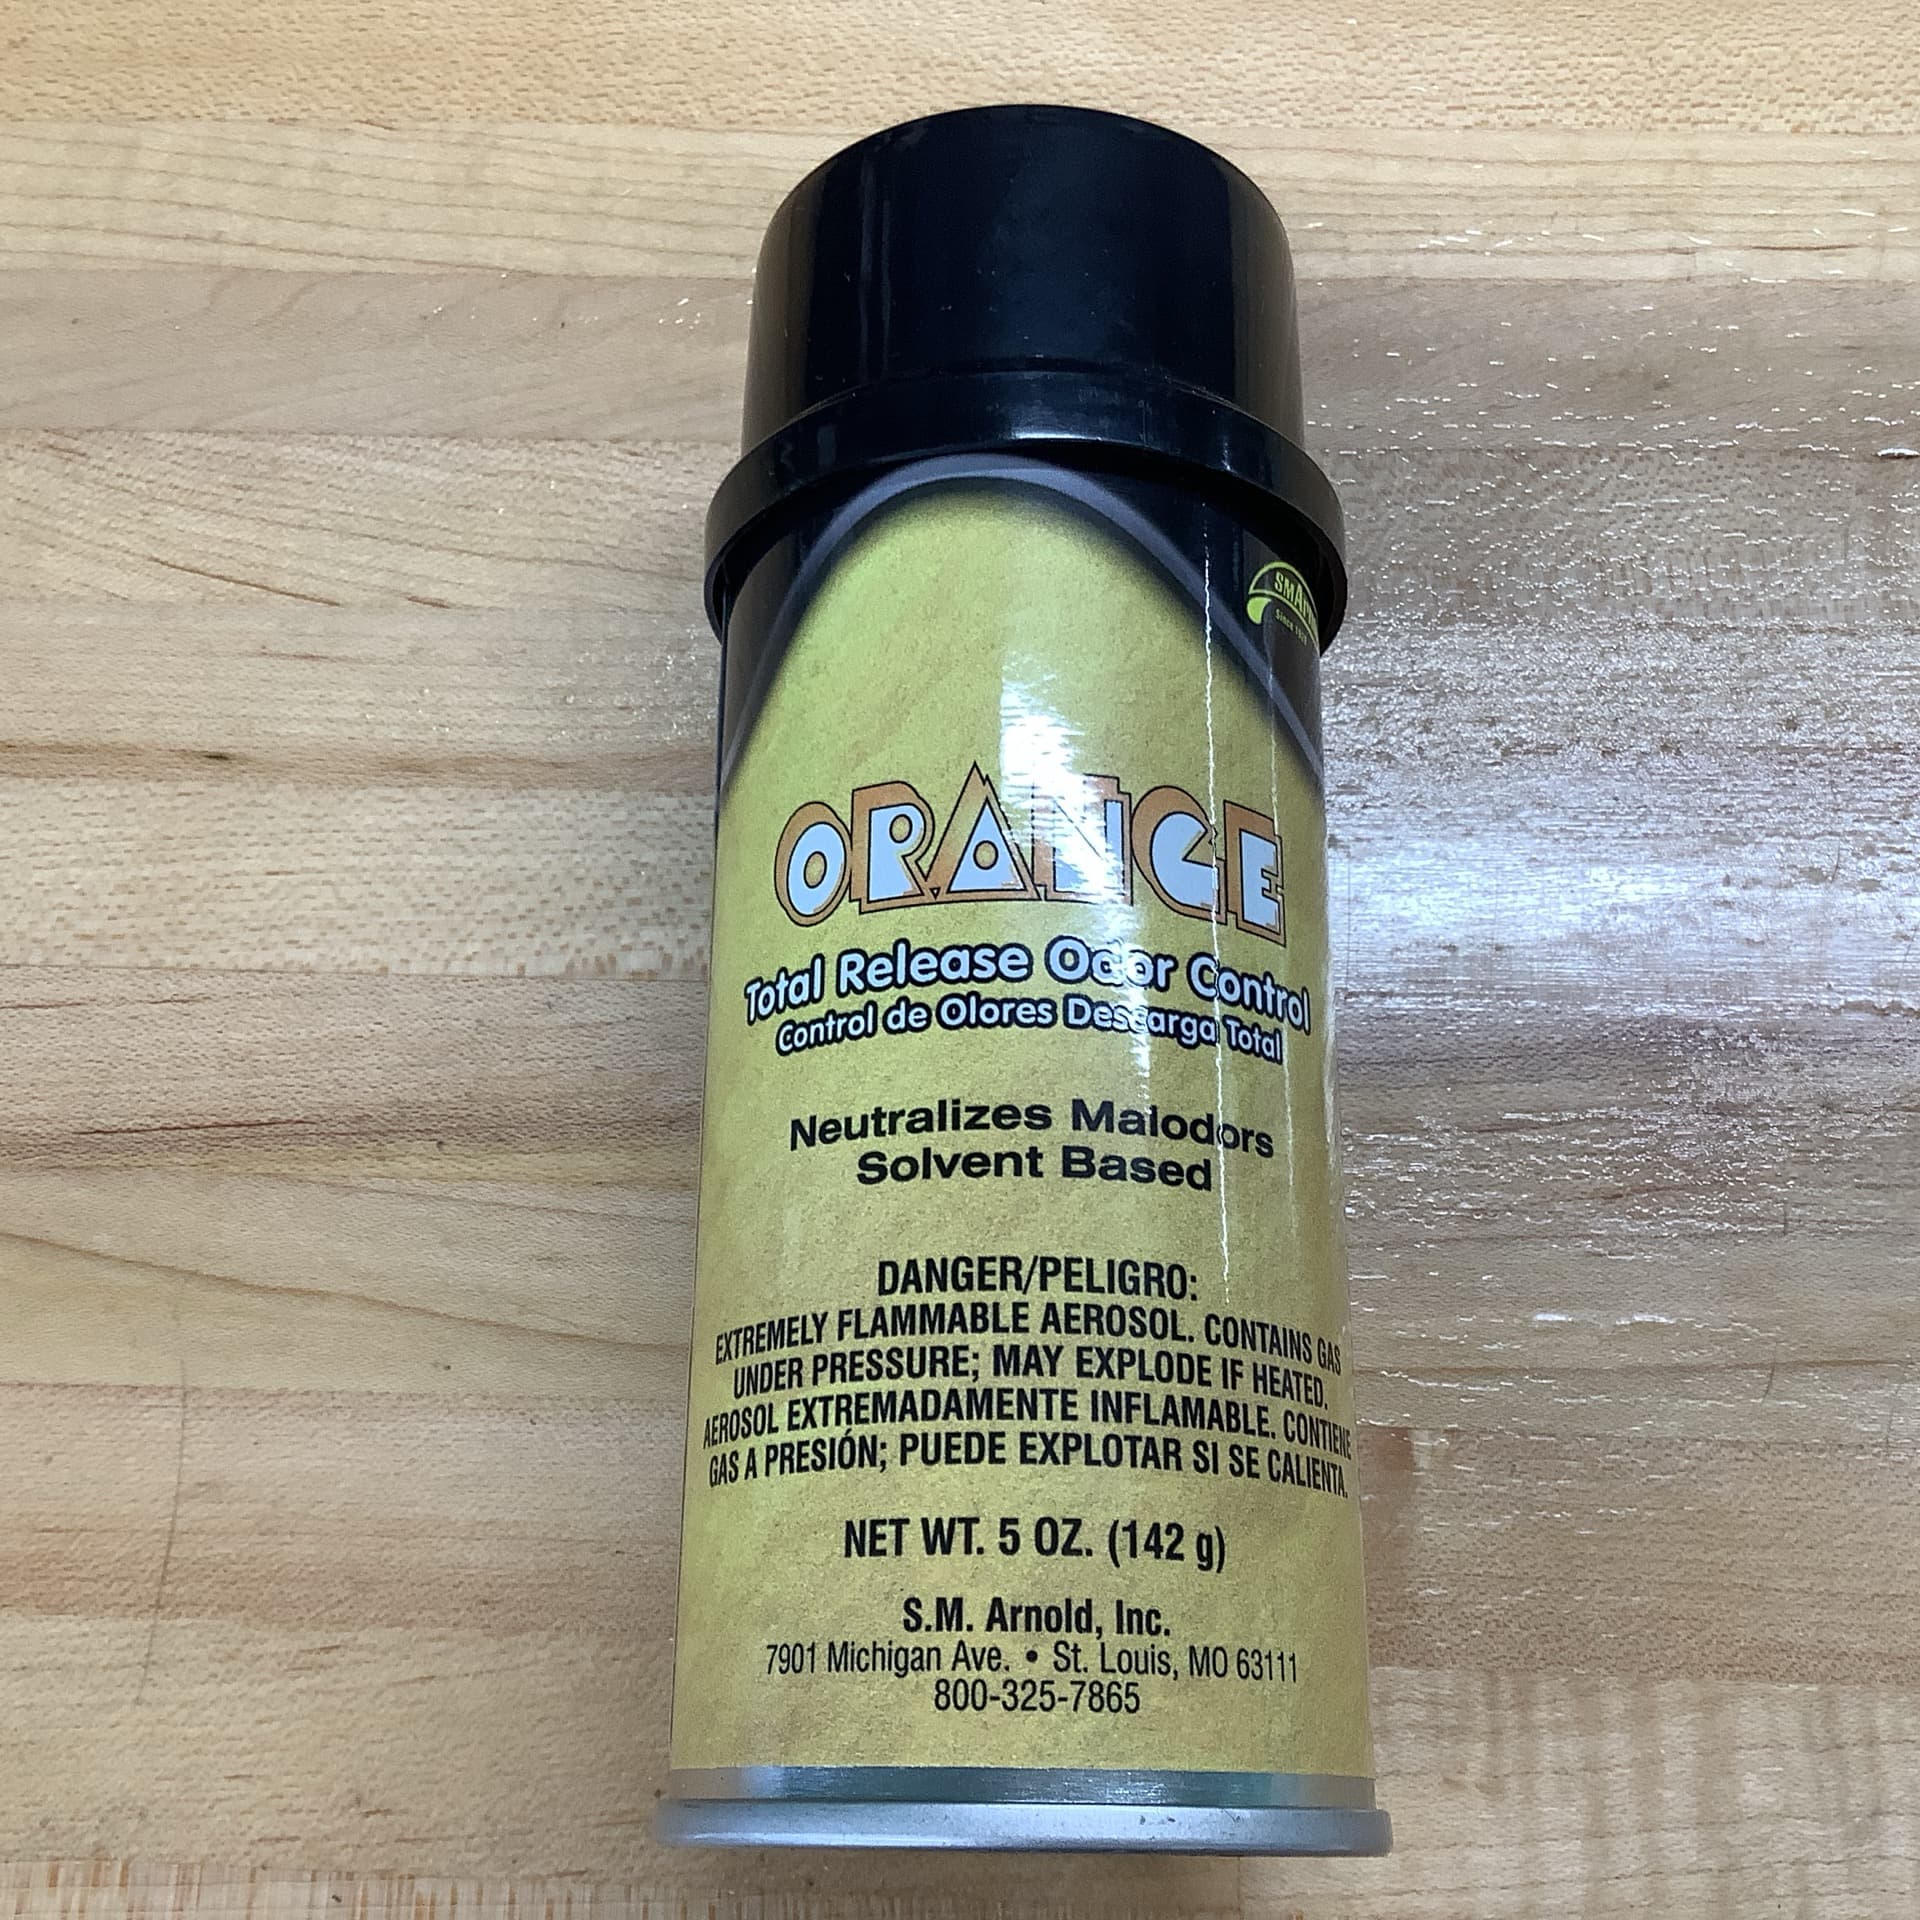 ORANGE
Total Release Odor Control
Control de Olores Descarga Total
Neutralizes Malodors
Solvent Based
DANGER/PELIGRO:
EXTREMELY FLAMMABLE AEROSOL. CONTAINS GAS
UNDER PRESSURE; MAY EXPLODE IF HEATED.
AEROSOL EXTREMADAMENTE INFLAMABLE. CONTIENE
GAS A PRESIÓN; PUEDE EXPLOTAR SI SE CALIENTA.
NET WT. 5 OZ. (142 g)
S.M. Arnold, Inc.
7901 Michigan Ave. • St. Louis, MO 63111
800-325-7865